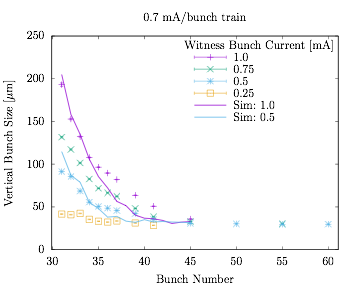 0.7 mA/bunch train
Witness Bunch Current [mA]
1.0
0.75
0.5
0.25
Sim: 1.0
Sim: 0.5
Vertical Bunch Size [μm]
250
200
150
100
50
0
30 35 40 45 50 55 60
Bunch Number